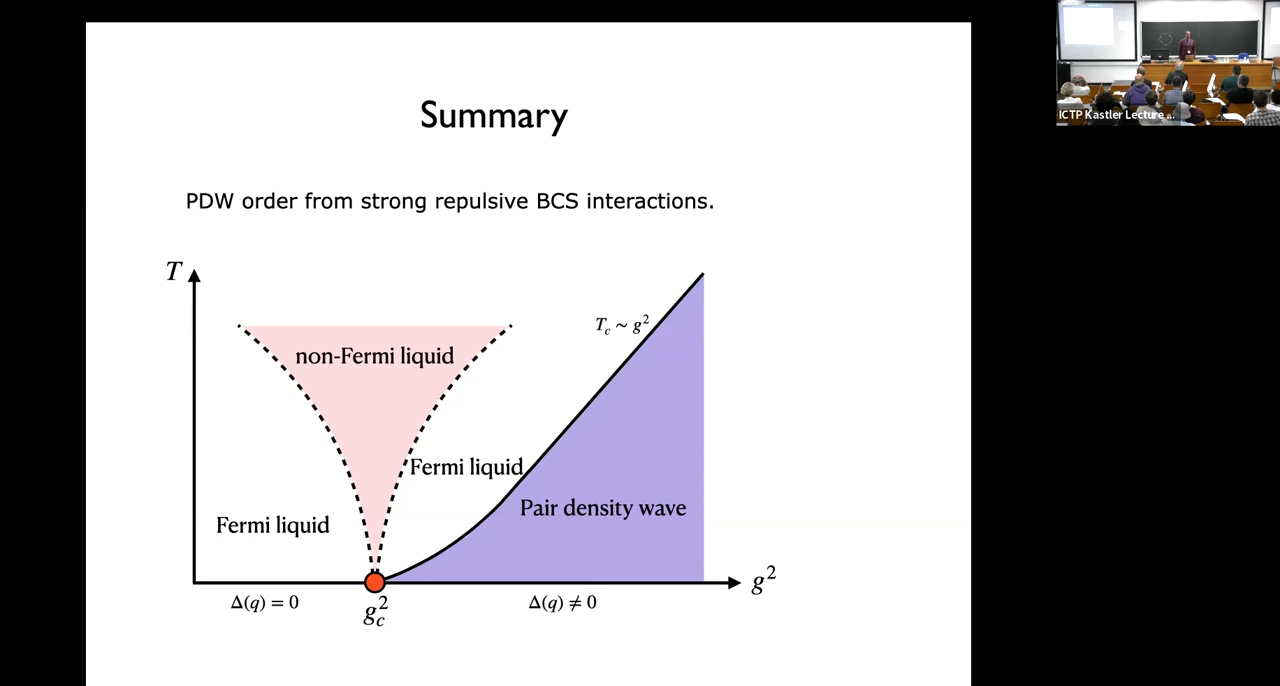 Summary
ICTP Kastler Lecture ...
PDW order from strong repulsive BCS interactions.
T
T_c ~ g²
non-Fermi liquid
Fermi liquid
Pair density wave
Fermi liquid
g²
Δ(q) = 0
Δ(q) ≠ 0
g_c²